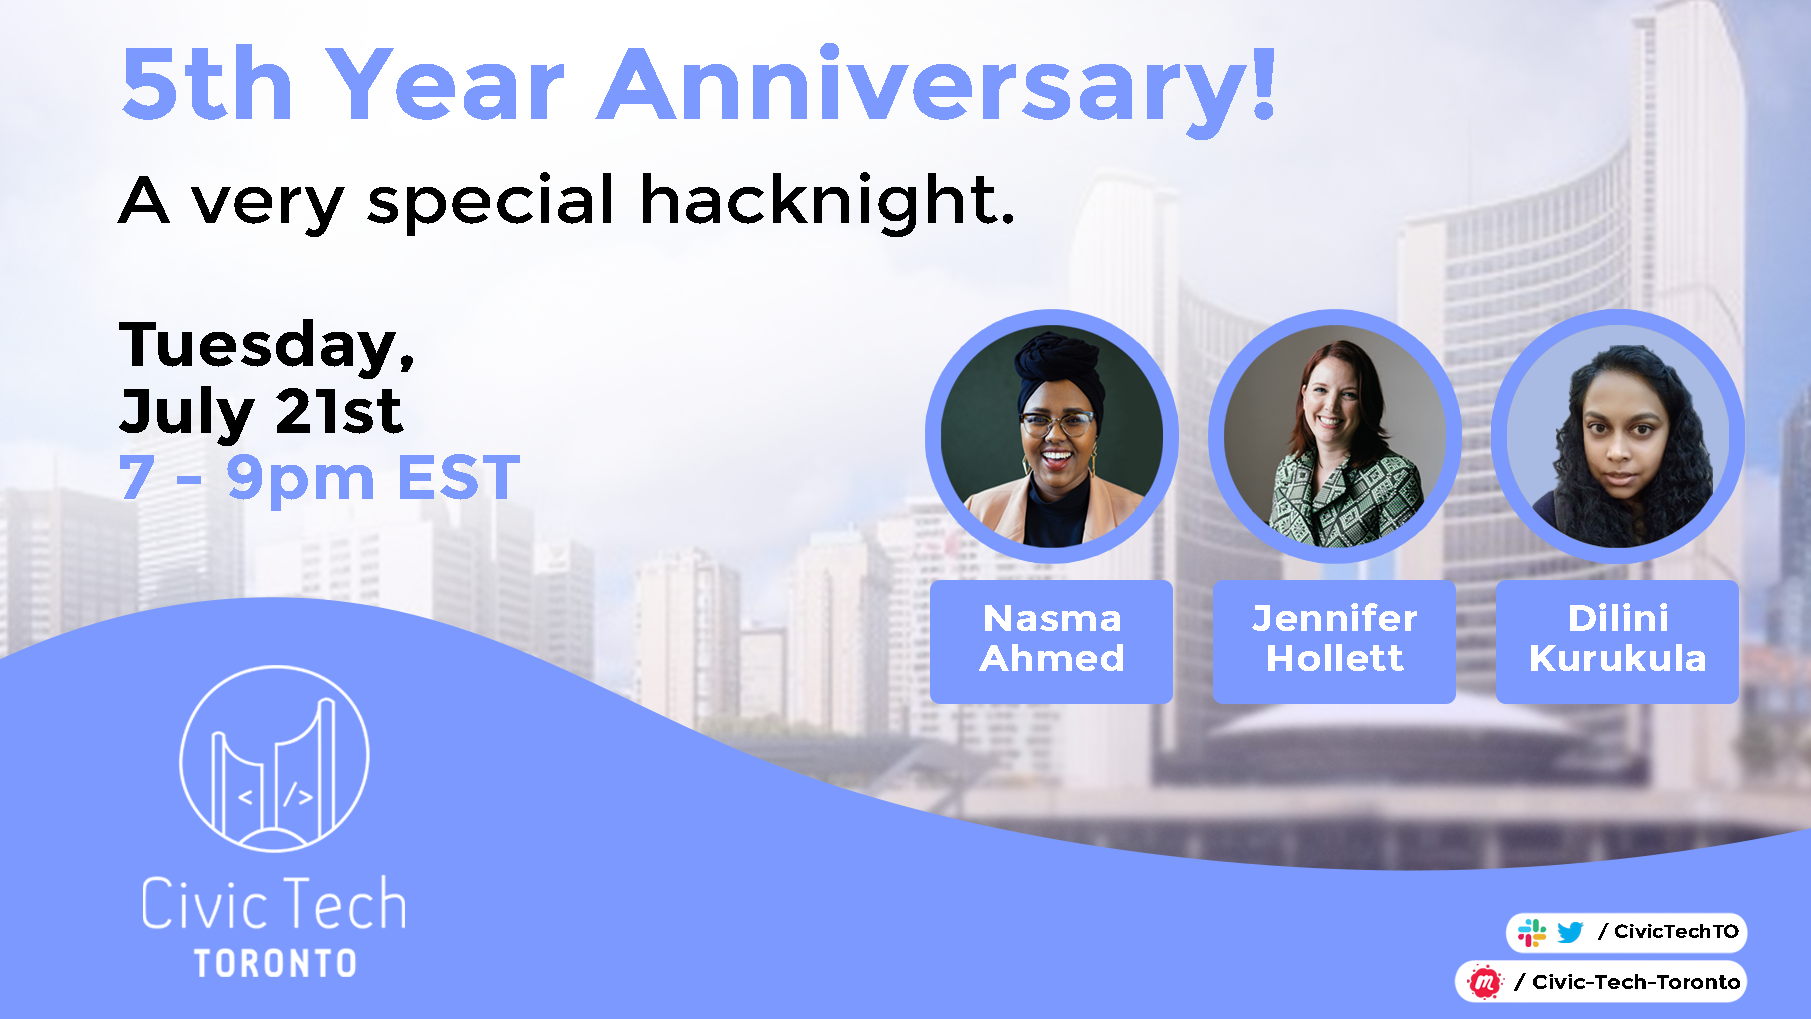 5th Year Anniversary!
A very special hacknight.
Tuesday,
July 21st
7 - 9pm EST
Nasma
Ahmed
Jennifer
Hollett
Dilini
Kurukula
</>
Civic Tech
TORONTO
/ CivicTechTO
m / Civic-Tech-Toronto